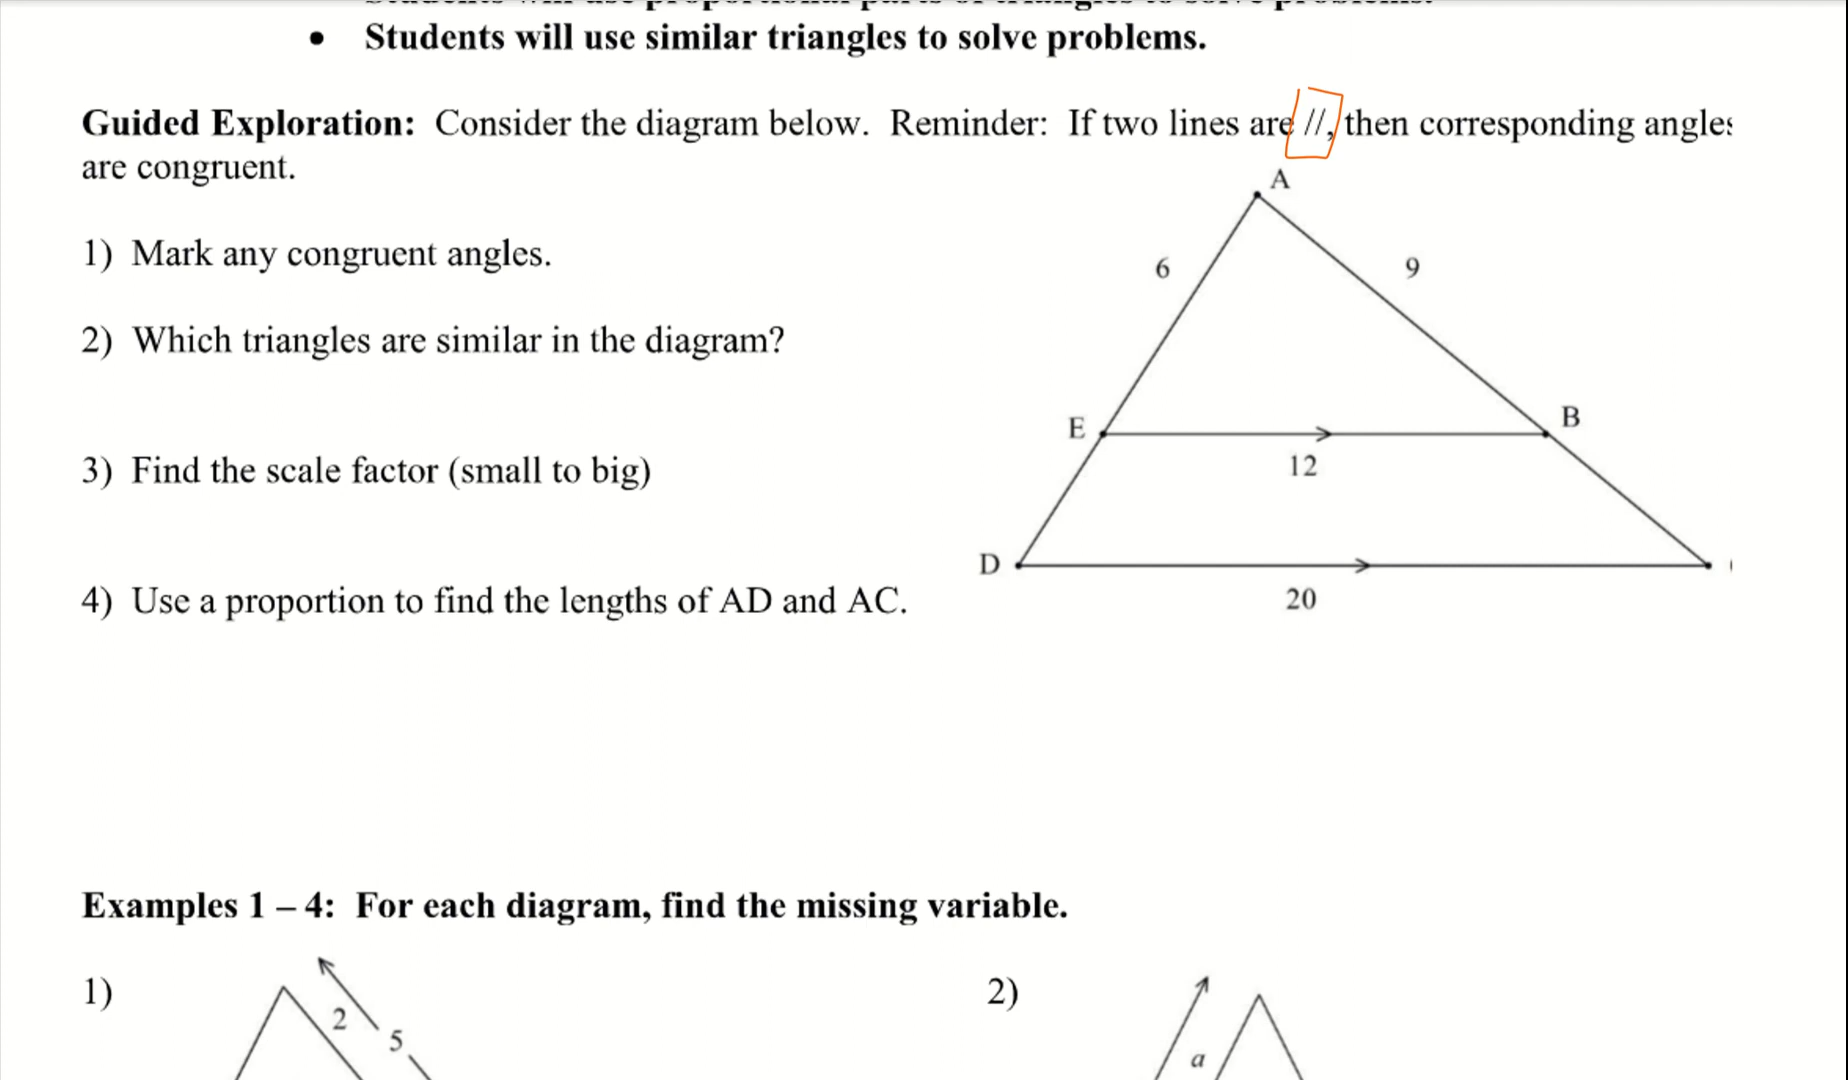 • Students will use similar triangles to solve problems.
Guided Exploration: Consider the diagram below. Reminder: If two lines are //, then corresponding angles
are congruent.
1) Mark any congruent angles.
2) Which triangles are similar in the diagram?
3) Find the scale factor (small to big)
4) Use a proportion to find the lengths of AD and AC.
A
6
9
E
B
12
D
20
Examples 1 – 4: For each diagram, find the missing variable.
1)
2
5
2)
a